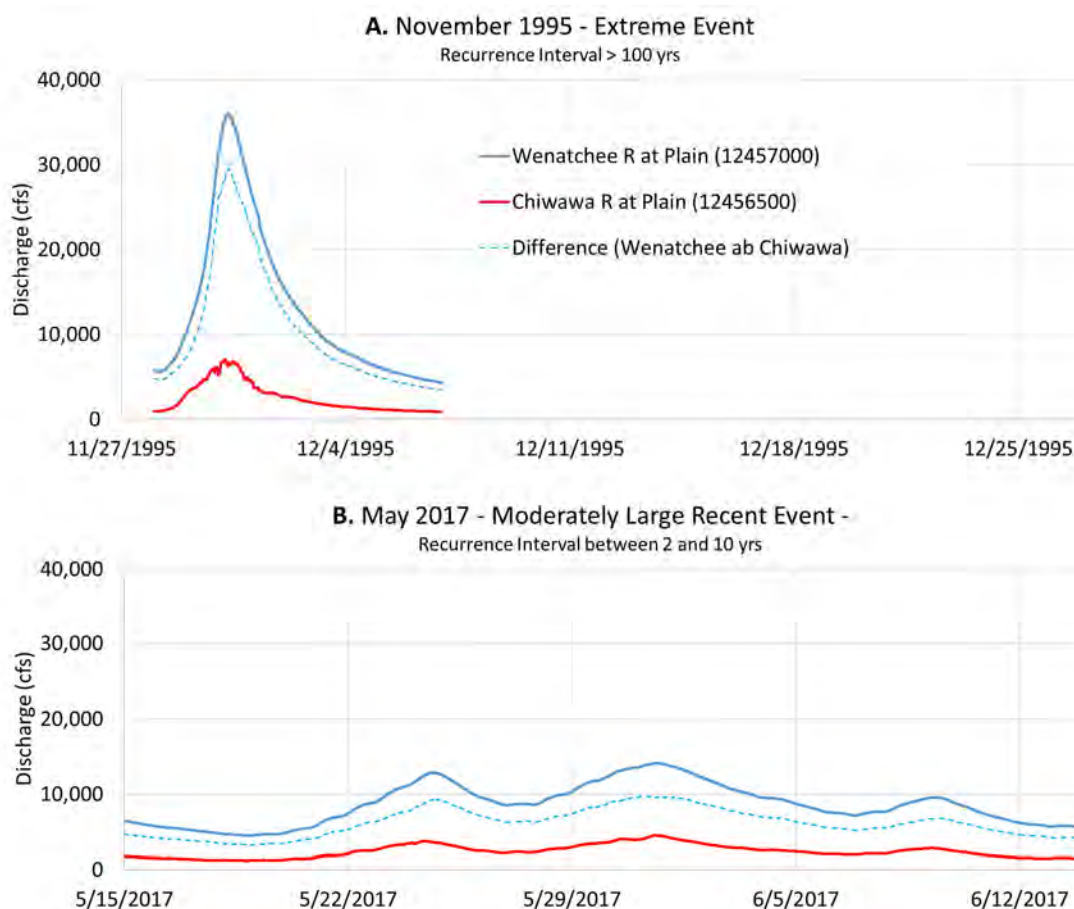 A. November 1995 - Extreme Event
Recurrence Interval > 100 yrs
40,000
30,000
20,000
10,000
0
Discharge (cfs)
Wenatchee R at Plain (12457000)
Chiwawa R at Plain (12456500)
Difference (Wenatchee ab Chiwawa)
11/27/1995 12/4/1995 12/11/1995 12/18/1995 12/25/1995
B. May 2017 - Moderately Large Recent Event -
Recurrence Interval between 2 and 10 yrs
40,000
30,000
20,000
10,000
0
Discharge (cfs)
5/15/2017 5/22/2017 5/29/2017 6/5/2017 6/12/2017